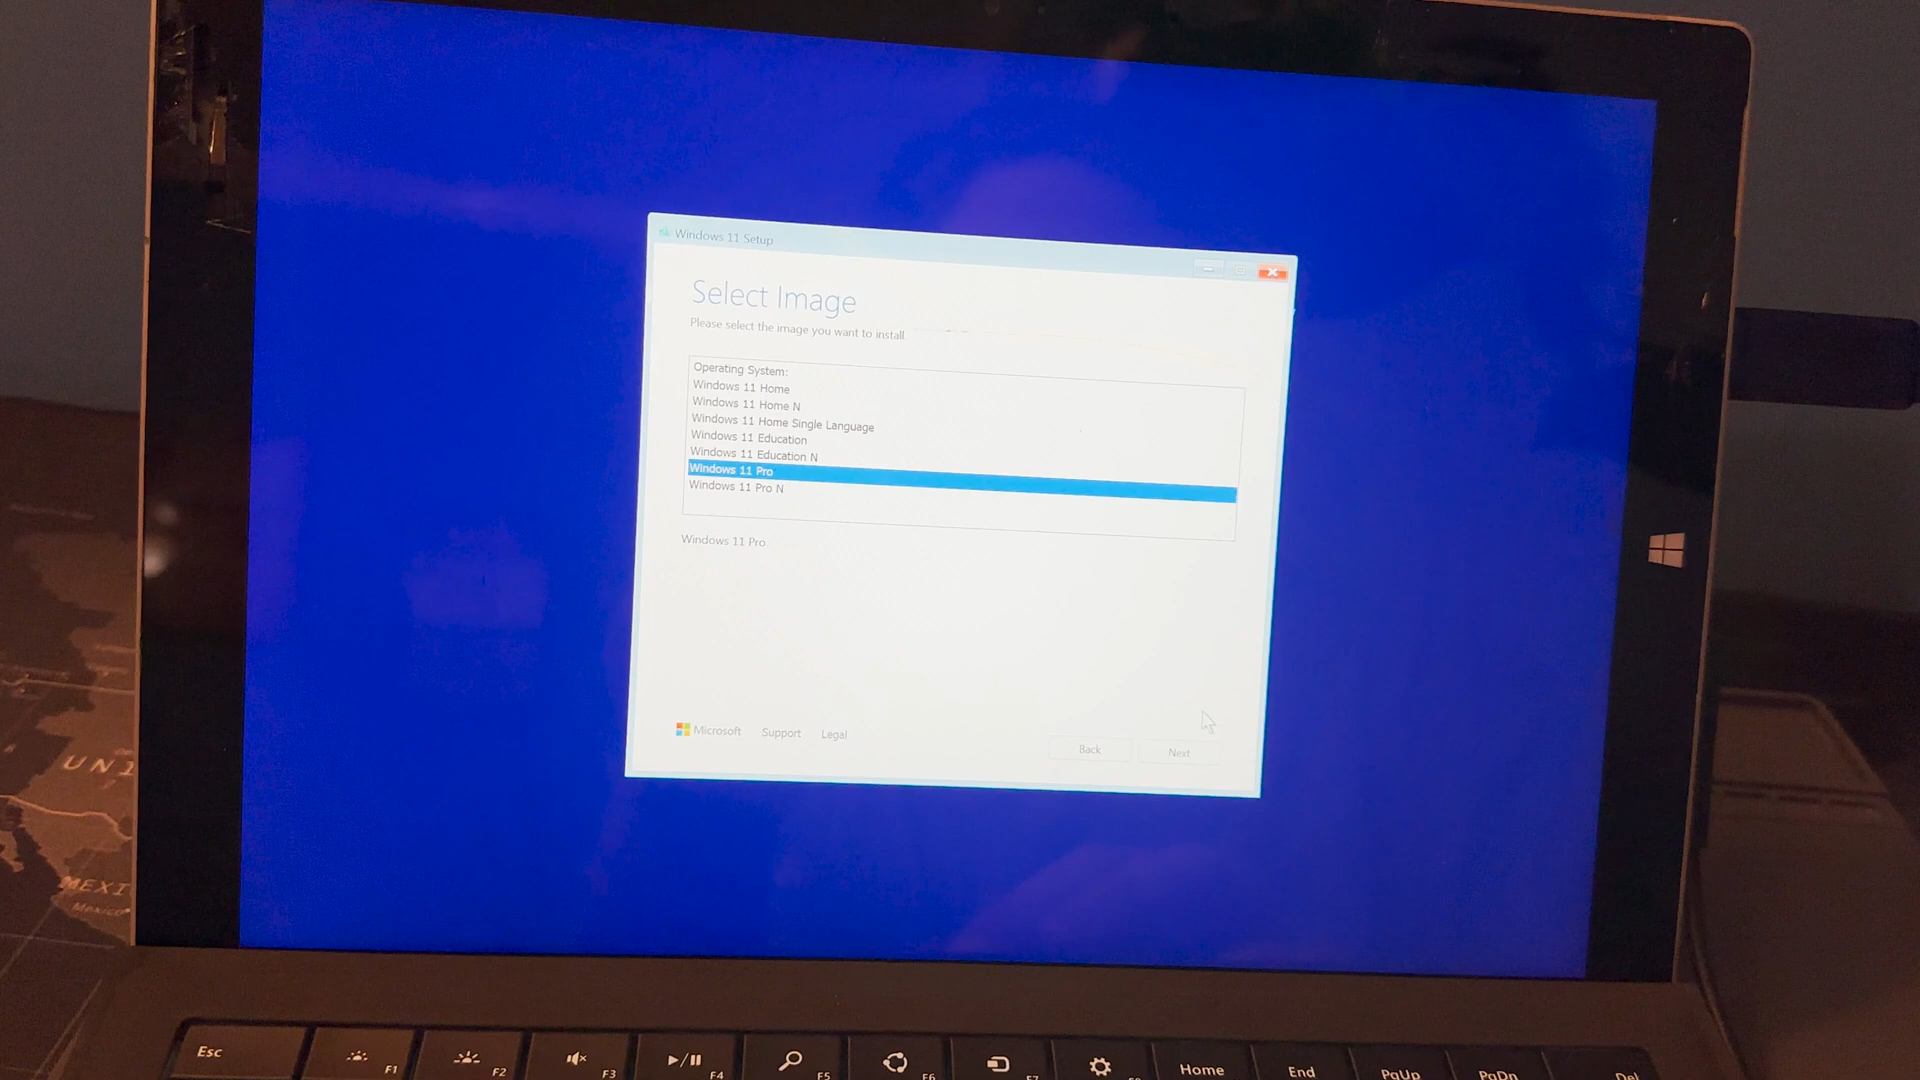 Windows 11 Setup
Select Image
Please select the image you want to install.
Operating System:
Windows 11 Home
Windows 11 Home N
Windows 11 Home Single Language
Windows 11 Education
Windows 11 Education N
Windows 11 Pro
Windows 11 Pro N
Windows 11 Pro
Microsoft Support Legal
Back Next
UNI
MEXI
Mexico
Esc F1 F2 F3 F4 F5 F6 F7 Home End PgUp PgDn Del